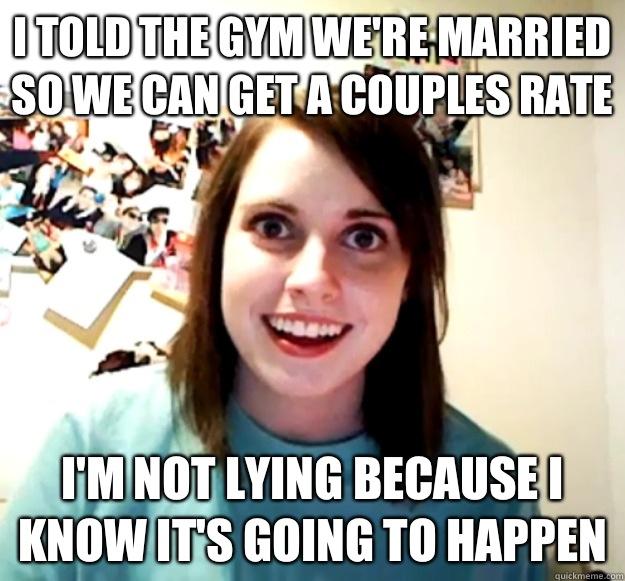 I TOLD THE GYM WE'RE MARRIED
SO WE CAN GET A COUPLES RATE
I'M NOT LYING BECAUSE I
KNOW IT'S GOING TO HAPPEN
quickmeme.com